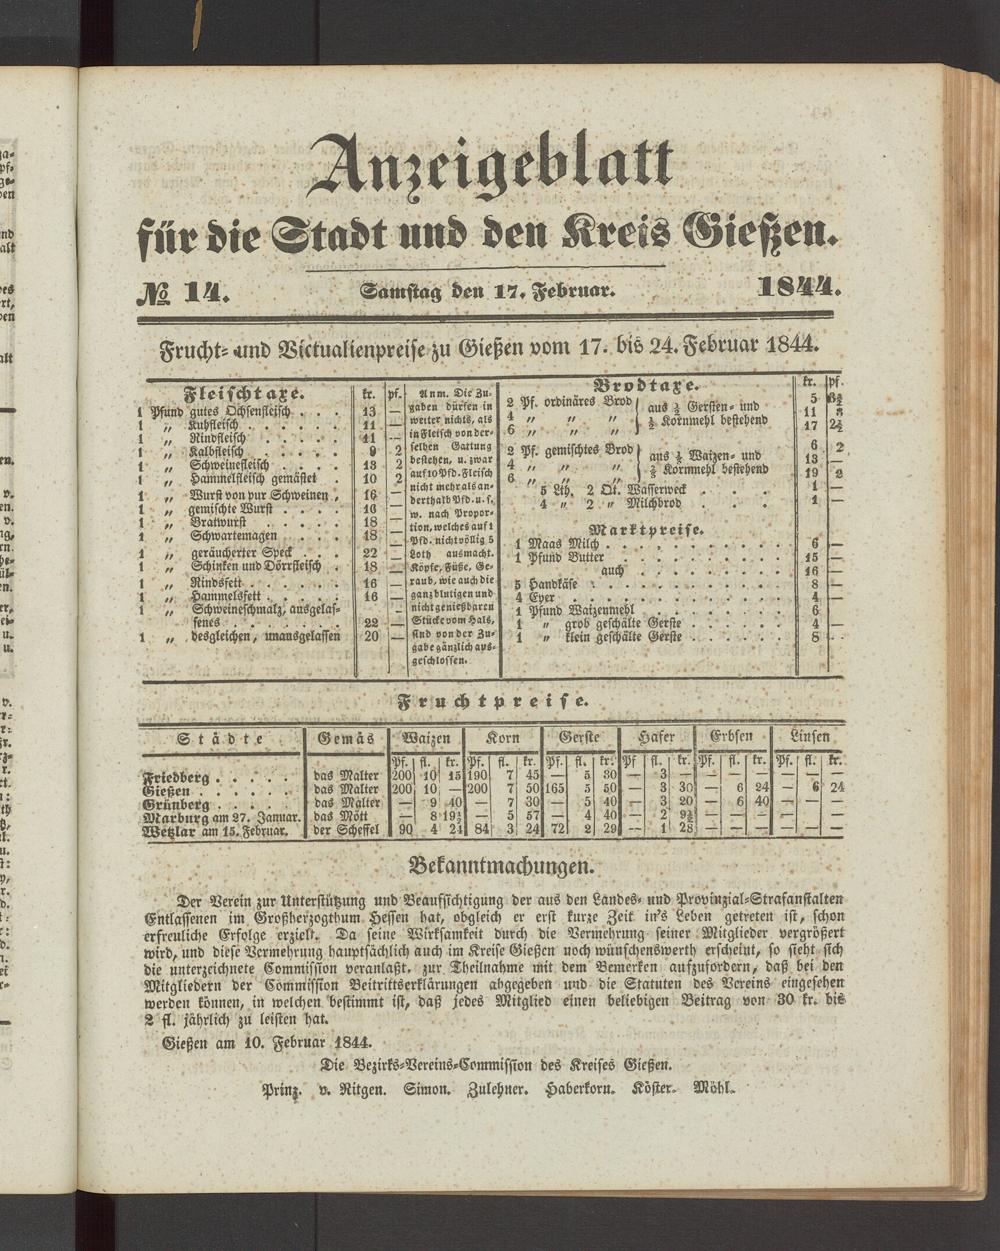 Anzeigeblatt
für die Stadt und den Kreis Gießen.
№ 14. Samstag den 17. Februar. 1844.
Frucht- und Victualienpreise zu Gießen vom 17. bis 24. Februar 1844.
Fleischtaxe. kr. pf.
1 Pfund gutes Ochsenfleisch . . . 13 —
1 „ Kuhfleisch . . . . . 11 —
1 „ Rindfleisch . . . . . 11 —
1 „ Kalbfleisch . . . . . 9 2
1 „ Schweinefleisch . . . . 13 2
1 „ Hammelfleisch gemästet . 10 2
1 „ Wurst von pur Schweinen , 16 —
1 „ gemischte Wurst . . . . 16 —
1 „ Bratwurst . . . . . 18 —
1 „ Schwartemagen . . . 18 —
1 „ geräucherter Speck . . . 22 —
1 „ Schinken und Dörrfleisch . 18 —
1 „ Rindsfett . . . . . . 16 —
1 „ Hammelsfett . . . . . 16 —
1 „ Schweineschmalz, ausgelas-
senes . . . . . . . 22 —
1 „ desgleichen, unausgelassen 20 —
Anm. Die Zu-
gaben dürfen in
weiter nichts, als
in Fleisch von der-
selben Gattung
bestehen, u. zwar
auf 10 Pfd. Fleisch
nicht mehr als an-
derthalb Pfd. u. s.
w. nach Propor-
tion, welches auf 1
Pfd. nicht völlig 5
Loth ausmacht.
Köpfe, Füße, Ge-
raub, wie auch die
ganz blutigen und
nicht genießbaren
Stücke vom Hals,
sind von der Zu-
gabe gänzlich aus-
geschlossen.
Brodtaxe. kr. pf.
2 Pf. ordinäres Brod 5
4 „ „ „ aus ⅔ Gersten- und 11 3
6 „ „ „ ⅓ Kornmehl bestehend 17 2½
2 Pf. gemischtes Brod 6 2
4 „ „ „ aus ⅓ Waizen- und 13 —
6 „ „ „ ⅔ Kornmehl bestehend 19 2
5 Lth. 2 Qt. Wasserweck . . . 1 —
4 „ 2 „ Milchbrod . . . 1 —
Marktpreise.
1 Maas Milch . . . . . . . . . 6 —
1 Pfund Butter . . . . . . . . . 15 —
auch . . . . . . . . . 16 —
5 Handkäse . . . . . . . . . . 8 —
4 Eyer . . . . . . . . . . . 4 —
1 Pfund Waizenmehl . . . . . . . 6
1 „ grob geschälte Gerste . . . . . 4 —
1 „ klein geschälte Gerste . . . . . 8
Fruchtpreise.
Städte Gemäs Waizen Korn Gerste Hafer Erbsen Linsen
Pf. fl. kr. Pf. fl. kr. Pf. fl. kr. Pf fl. kr. Pf. fl. kr. Pf. fl. kr.
Friedberg . . . . . das Malter 200 10 15 190 7 45 — 5 30 — 3 — — — — — — —
Gießen . . . . . . das Malter 200 10 — 200 7 50 165 5 50 — 3 30 — 6 24 — 6 24
Grünberg . . . . . das Malter — 9 40 — 7 30 — 5 40 — 3 20 — 6 40 — — —
Marburg am 27. Januar. das Mött — 8 19½ — 5 57 — 4 40 — 2 9½ — — — — — —
Wetzlar am 15. Februar. der Scheffel 90 4 24 84 3 24 72 2 29 — 1 28 — — — — — —
Bekanntmachungen.
Der Verein zur Unterstützung und Beaufsichtigung der aus den Landes- und Provinzial-Strafanstalten
Entlassenen im Großherzogthum Hessen hat, obgleich er erst kurze Zeit in's Leben getreten ist, schon
erfreuliche Erfolge erzielt. Da seine Wirksamkeit durch die Vermehrung seiner Mitglieder vergrößert
wird, und diese Vermehrung hauptsächlich auch im Kreise Gießen noch wünschenswerth erscheint, so sieht sich
die unterzeichnete Commission veranlaßt, zur Theilnahme mit dem Bemerken aufzufordern, daß bei den
Mitgliedern der Commission Beitrittserklärungen abgegeben und die Statuten des Vereins eingesehen
werden können, in welchen bestimmt ist, daß jedes Mitglied einen beliebigen Beitrag von 30 kr. bis
2 fl. jährlich zu leisten hat.
Gießen am 10. Februar 1844.
Die Bezirks-Vereins-Commission des Kreises Gießen.
Prinz. v. Ritgen. Simon. Zulehner. Haberkorn. Köster. Möhl.